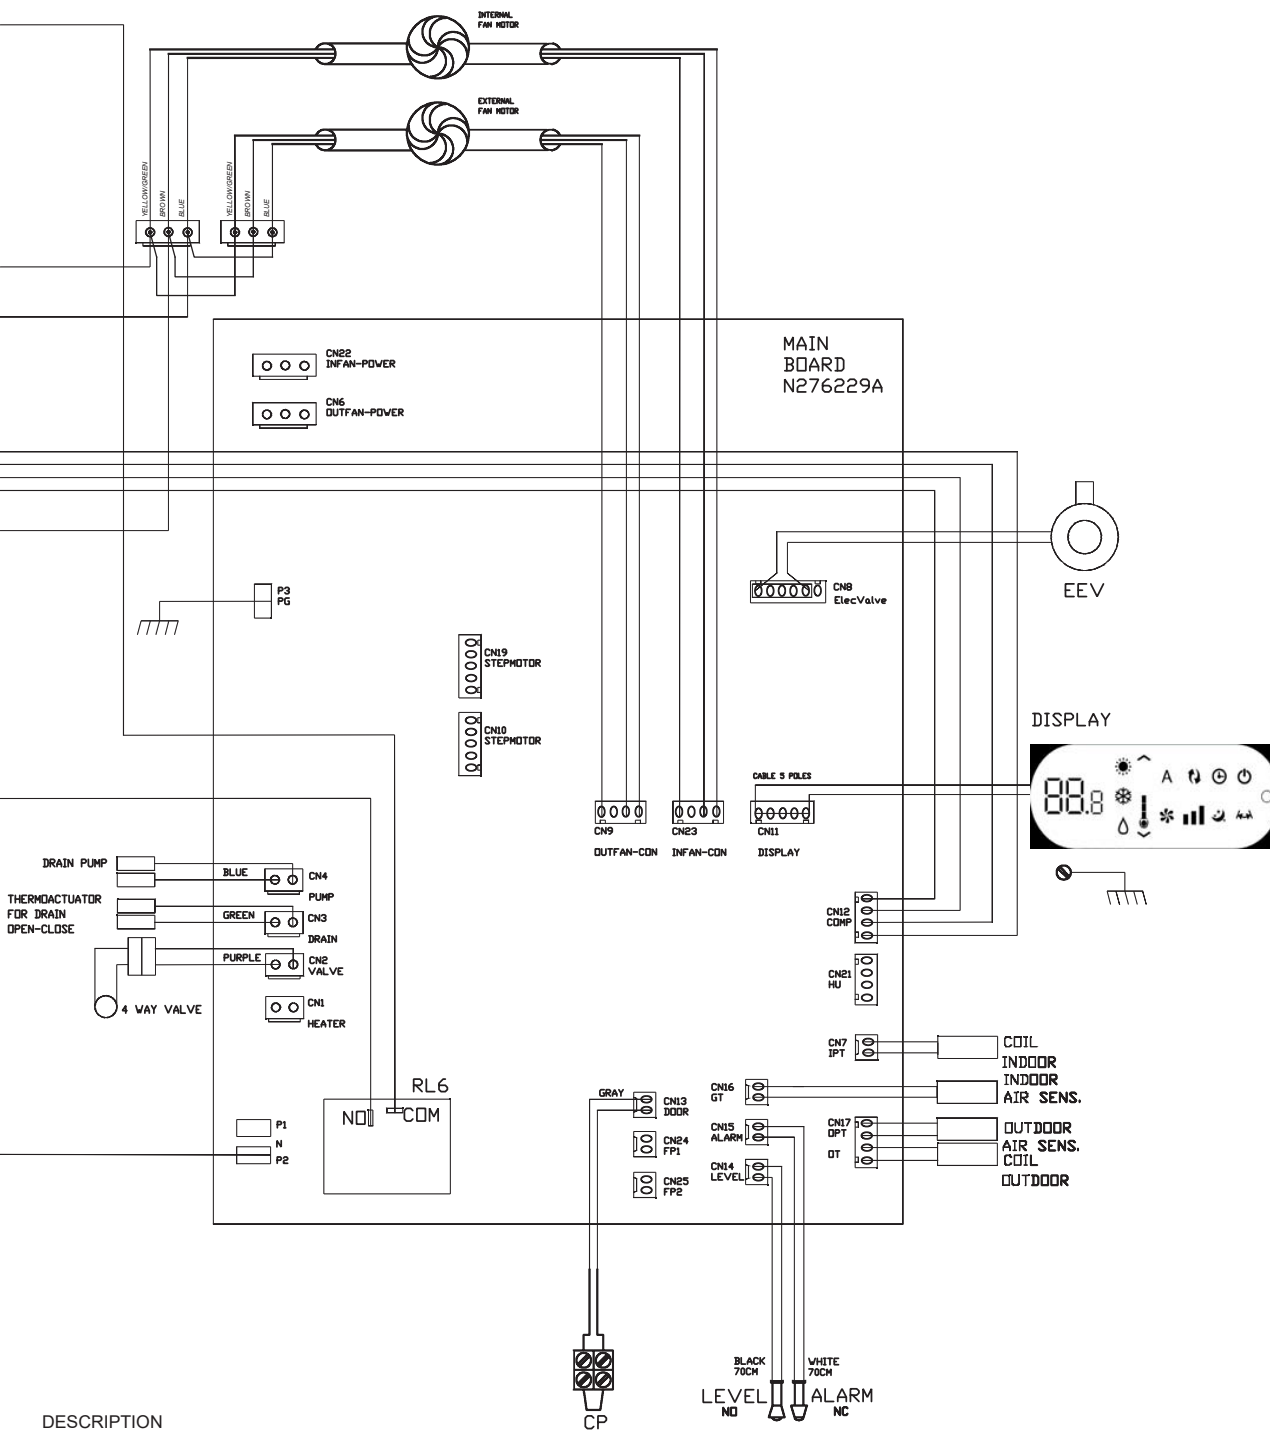 INTERNAL
FAN MOTOR
EXTERNAL
FAN MOTOR
YELLOW/GREEN
BROWN
BLUE
YELLOW/GREEN
BROWN
BLUE
MAIN
BOARD
N276229A
CN22
INFAN-POWER
CN6
OUTFAN-POWER
CN8
ElecValve
EEV
P3
PG
CN19
STEPMOTOR
CN10
STEPMOTOR
DISPLAY
CABLE 5 POLES
88.8
A
CN9
OUTFAN-CON
CN23
INFAN-CON
CN11
DISPLAY
DRAIN PUMP
BLUE
CN4
PUMP
THERMOACTUATOR
FOR DRAIN
OPEN-CLOSE
GREEN
CN3
DRAIN
PURPLE
CN2
VALVE
4 WAY VALVE
CN1
HEATER
CN12
COMP
CN21
HU
CN7
IPT
COIL
INDOOR
INDOOR
AIR SENS.
RL6
NO
COM
GRAY
CN13
DOOR
CN16
GT
CN15
ALARM
CN17
OPT
OT
OUTDOOR
AIR SENS.
COIL
OUTDOOR
P1
N
P2
CN24
FP1
CN14
LEVEL
CN25
FP2
BLACK
70CM
WHITE
70CM
LEVEL
NO
ALARM
NC
CP
DESCRIPTION